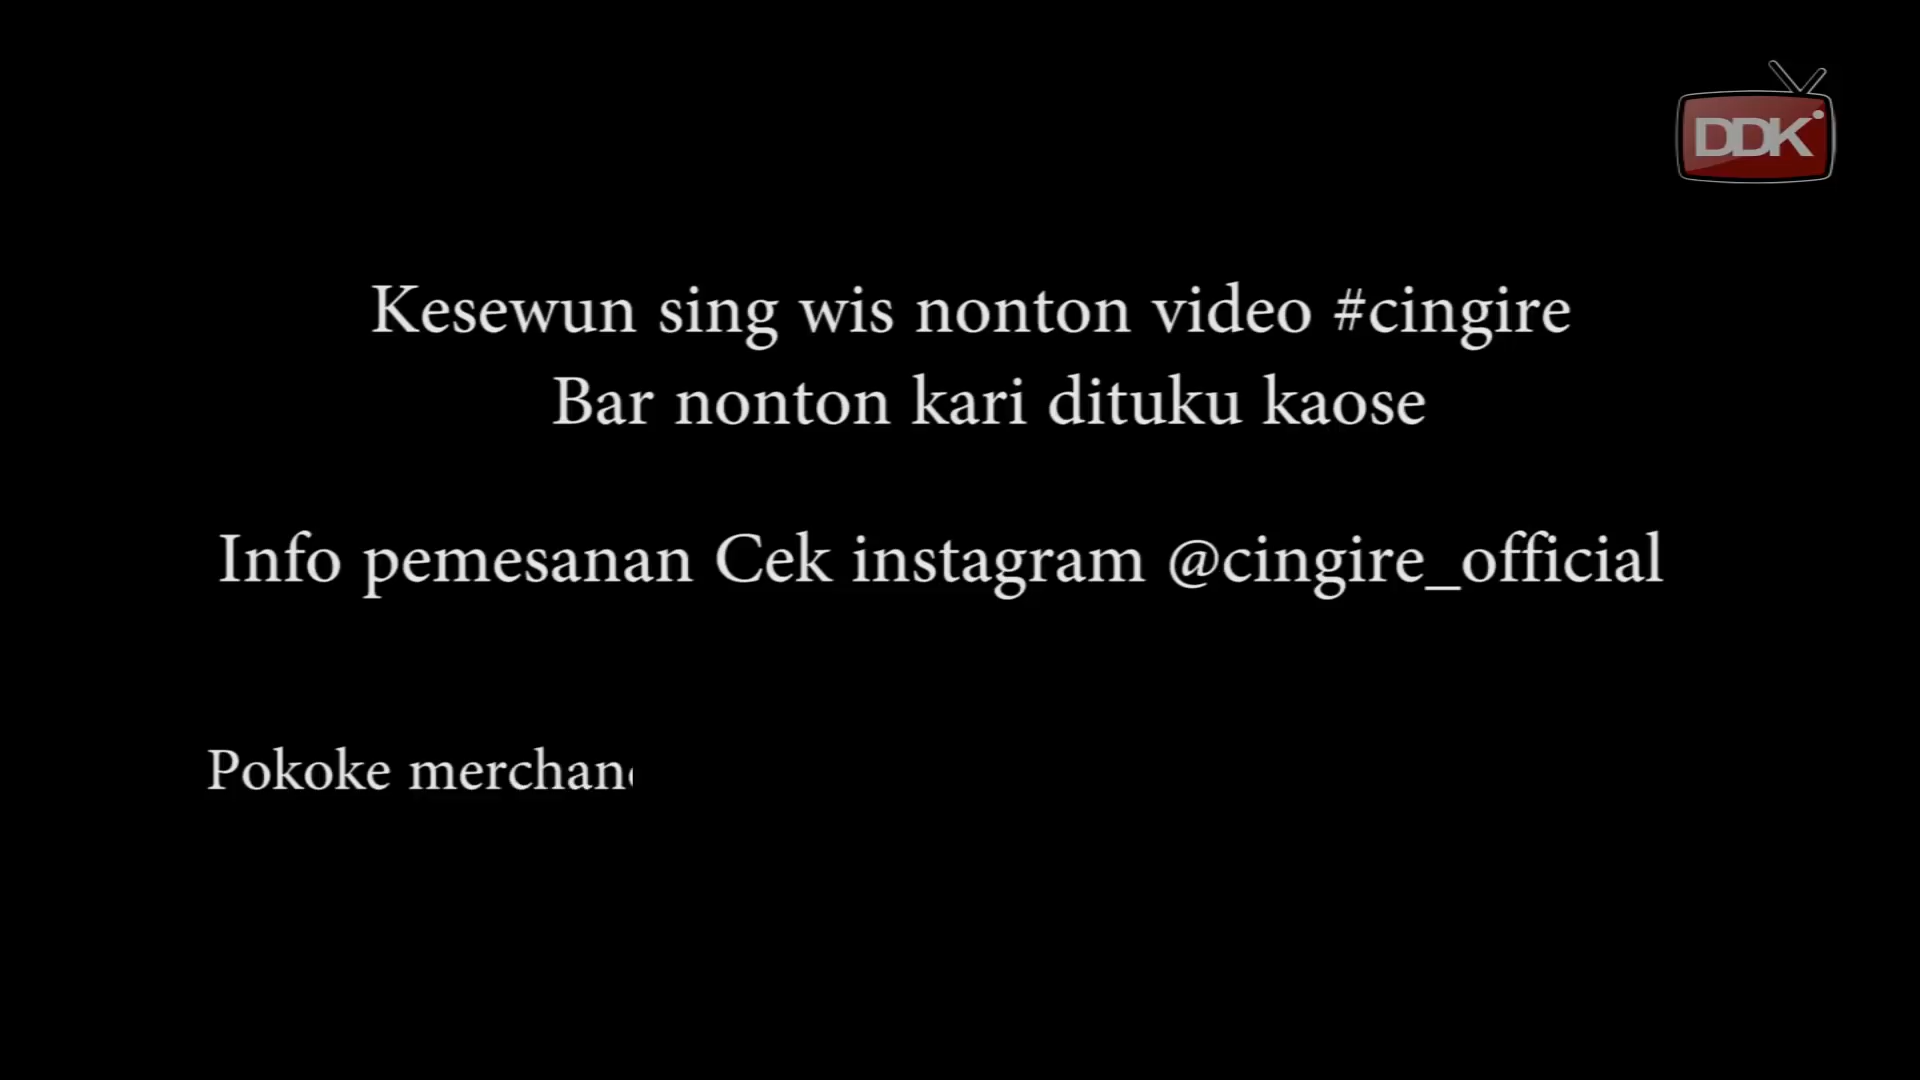 DDK
Kesewun sing wis nonton video #cingire
Bar nonton kari dituku kaose
Info pemesanan Cek instagram @cingire_official
Pokoke